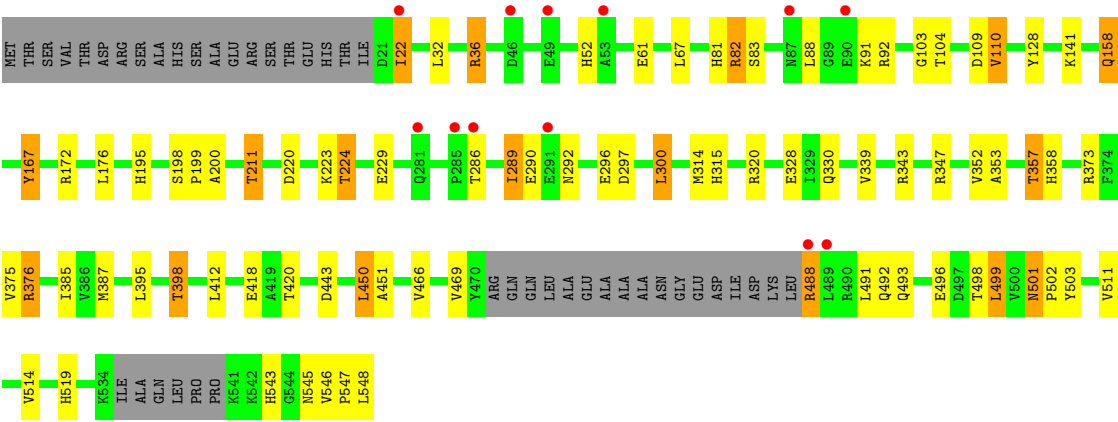 MET THR SER VAL THR ASP ARG SER ALA HIS SER ALA GLU ARG SER THR GLU HIS THR ILE D21 I22 L32 R36 D46 E49 H52 A53 E61 L67 H81 R82 S83 N87 L88 G89 E90 K91 R92 G103 T104 D109 V110 Y128 K141 Q158
Y167 R172 L176 H195 S198 P199 A200 T211 D220 K223 T224 E229 Q281 P285 T286 I289 E290 E291 N292 E296 D297 L300 M314 H315 R320 E328 I329 Q330 V339 R343 R347 V352 A353 T357 H358 R373 F374
V375 R376 I385 V386 M387 L395 T398 L412 E418 A419 T420 D443 L450 A451 V466 V469 Y470 ARG GLN GLN LEU ALA GLU ALA ALA ALA ALA ASN GLY GLU ASP ILE ASP LYS LEU R488 L489 R490 L491 Q492 Q493 E496 D497 T498 L499 V500 N501 P502 Y503 V511
V514 H519 K534 ILE ALA GLN LEU PRO PRO K541 K542 H543 G544 N545 V546 P547 L548